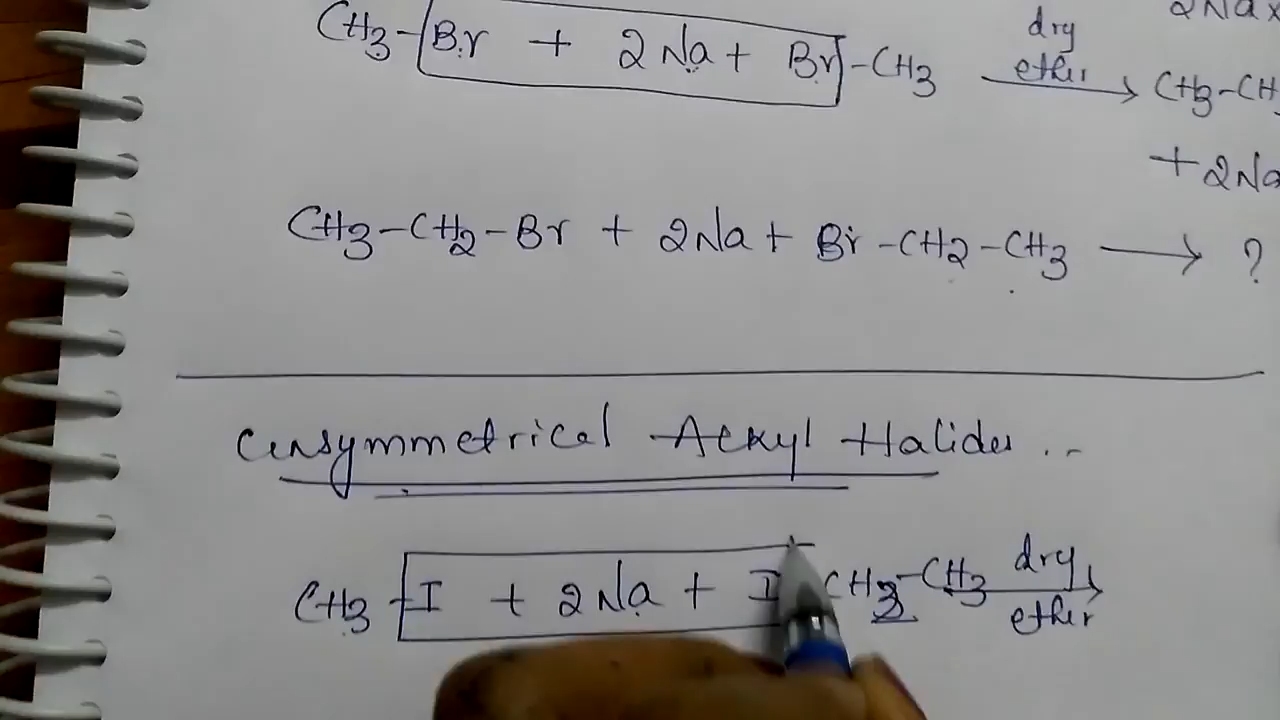 2Nax
CH3-Br + 2Na + Br-CH3 dry ether → CH3-CH
+ 2Na
CH3-CH2-Br + 2Na + Br-CH2-CH3 → ?
Unsymmetrical Alkyl Halides ..
CH3-I + 2Na + I CH2-CH3 dry ether →